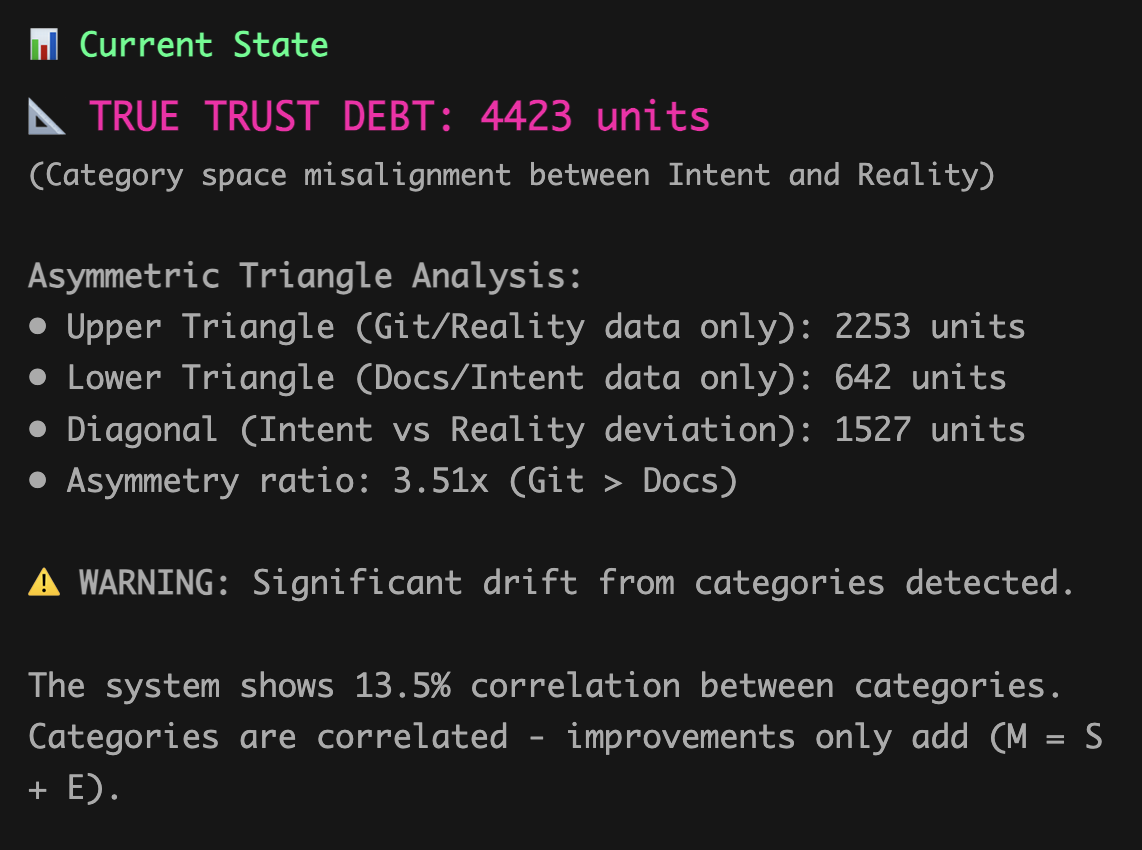 📊 Current State
📐 TRUE TRUST DEBT: 4423 units
(Category space misalignment between Intent and Reality)
Asymmetric Triangle Analysis:
• Upper Triangle (Git/Reality data only): 2253 units
• Lower Triangle (Docs/Intent data only): 642 units
• Diagonal (Intent vs Reality deviation): 1527 units
• Asymmetry ratio: 3.51x (Git > Docs)
⚠️ WARNING: Significant drift from categories detected.
The system shows 13.5% correlation between categories.
Categories are correlated - improvements only add (M = S
+ E).